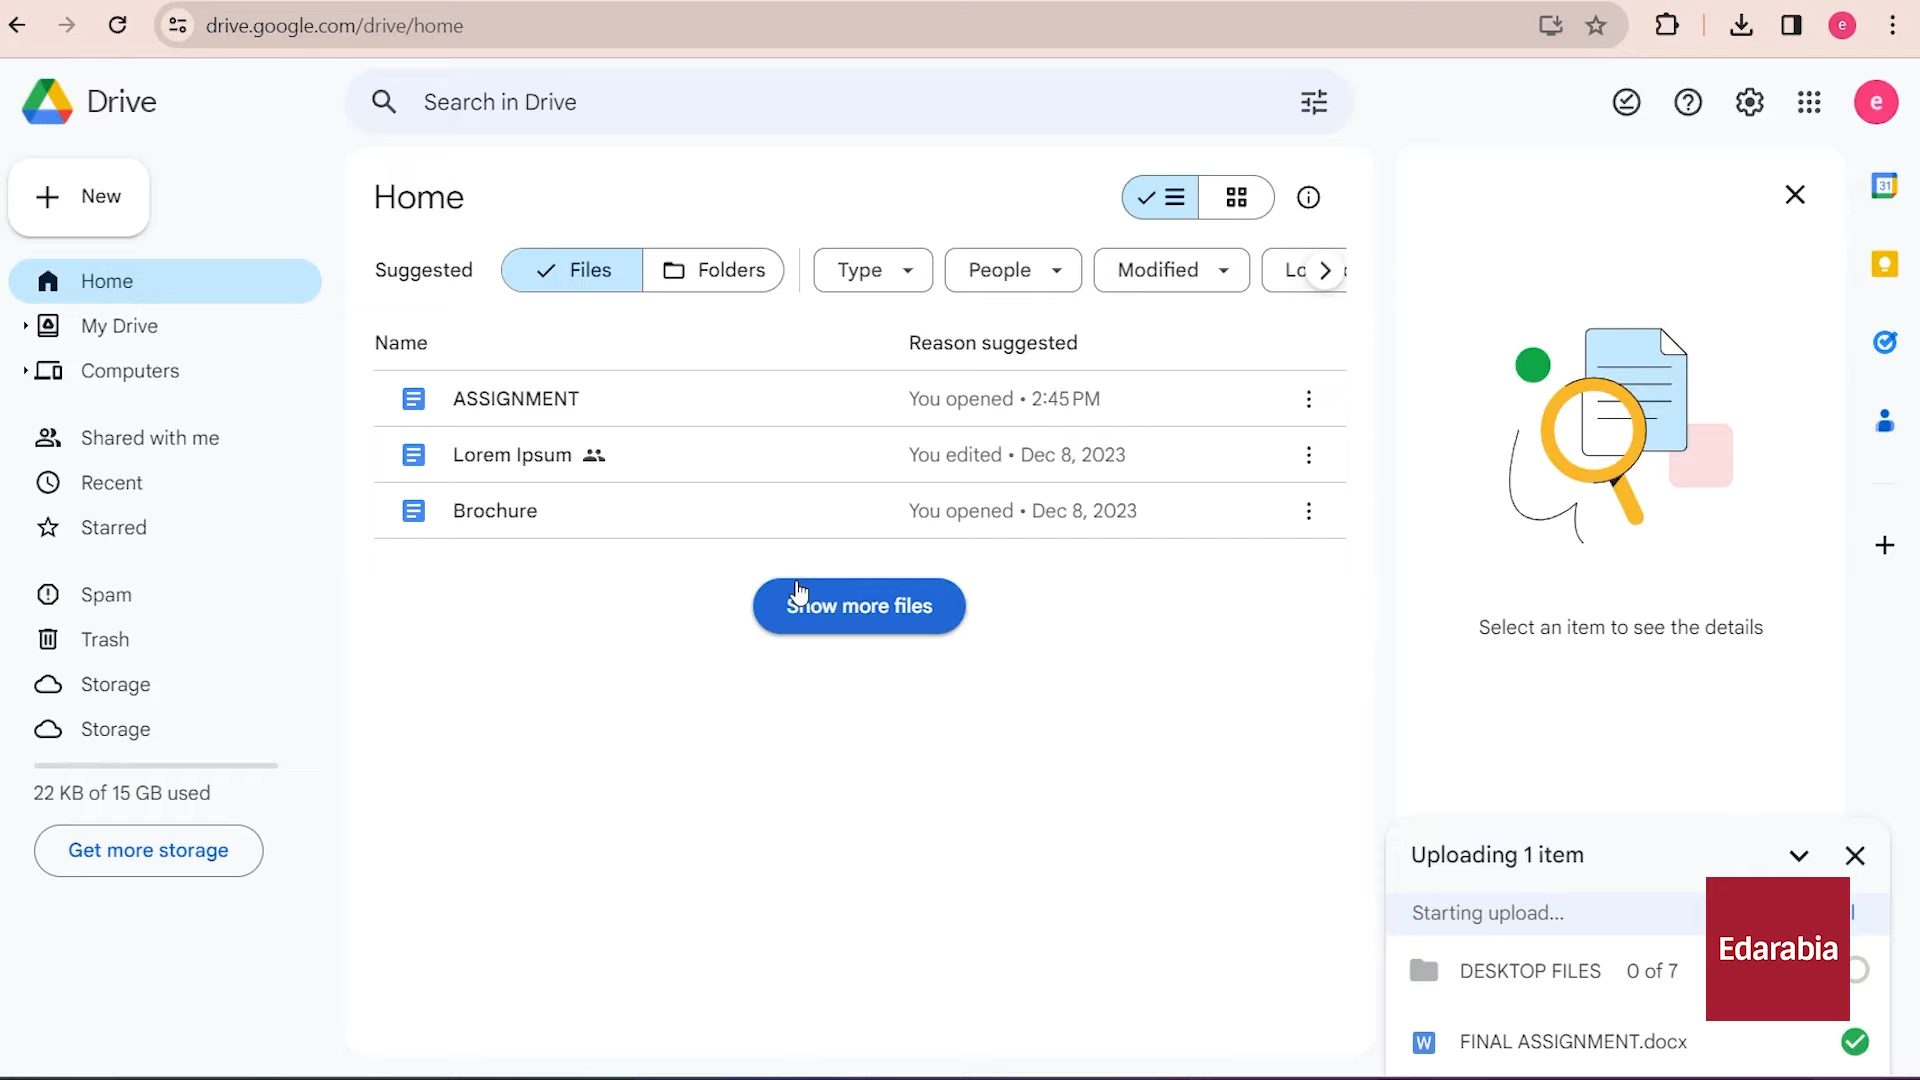 drive.google.com/drive/home
e
Drive
Search in Drive
e
New
Home
My Drive
Computers
Shared with me
Recent
Starred
Spam
Trash
Storage
Storage
22 KB of 15 GB used
Get more storage
Home
Suggested
Files
Folders
Type
People
Modified
Name
Reason suggested
ASSIGNMENT
You opened • 2:45 PM
Lorem Ipsum
You edited • Dec 8, 2023
Brochure
You opened • Dec 8, 2023
Show more files
31
Select an item to see the details
Uploading 1 item
Starting upload...
DESKTOP FILES 0 of 7
W FINAL ASSIGNMENT.docx
Edarabia